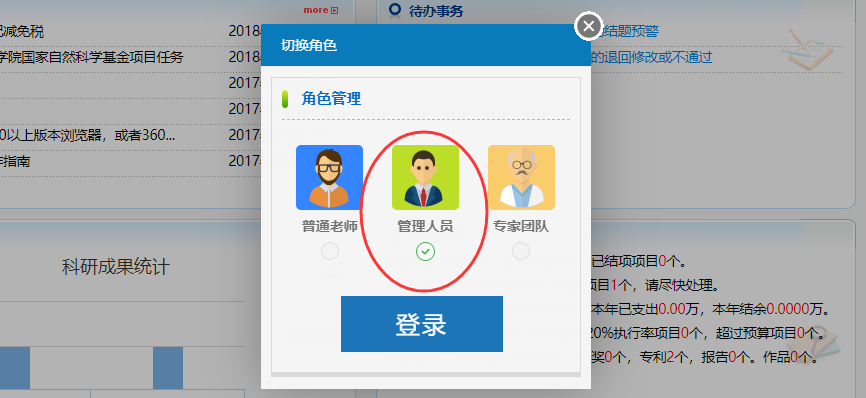 more
待办事务
记减免税
2018
结题预警
学院国家自然科学基金项目任务
2018
的退回修改或不通过
2017
2017
0以上版本浏览器，或者360...
2017
作指南
2017
切换角色
角色管理
普通老师
管理人员
专家团队
登录
科研成果统计
已结项项目0个。
项目1个，请尽快处理。
本年已支出0.00万，本年结余0.0000万。
20%执行率项目0个，超过预算项目0个。
奖0个，专利2个，报告0个。作品0个。